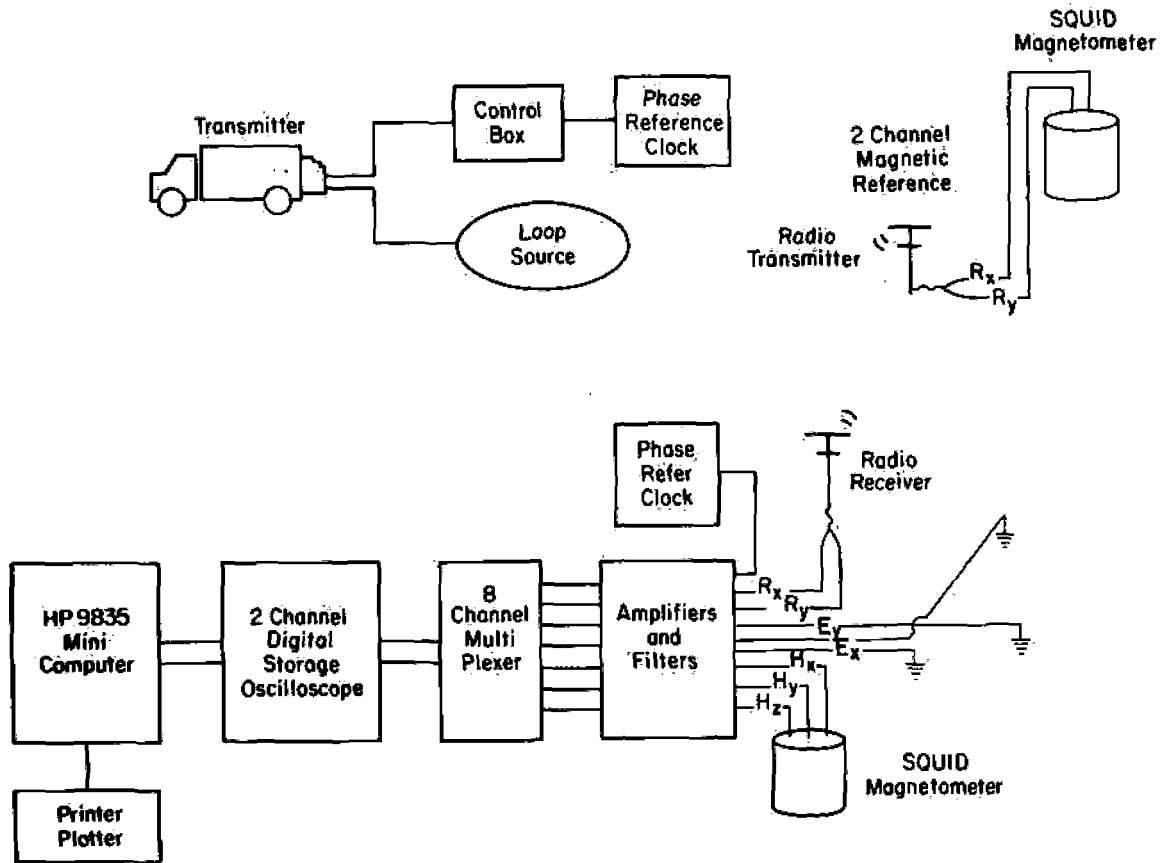 SQUID
Magnetometer
Transmitter
Control
Box
Phase
Reference
Clock
2 Channel
Magnetic
Reference
Loop
Source
Radio
Transmitter
Rx
Ry
Phase
Refer
Clock
Radio
Receiver
HP 9835
Mini
Computer
2 Channel
Digital
Storage
Oscilloscope
8
Channel
Multi
Plexer
Amplifiers
and
Filters
Rx
Ry
Ey
Ex
Hx
Hy
Hz
SQUID
Magnetometer
Printer
Plotter